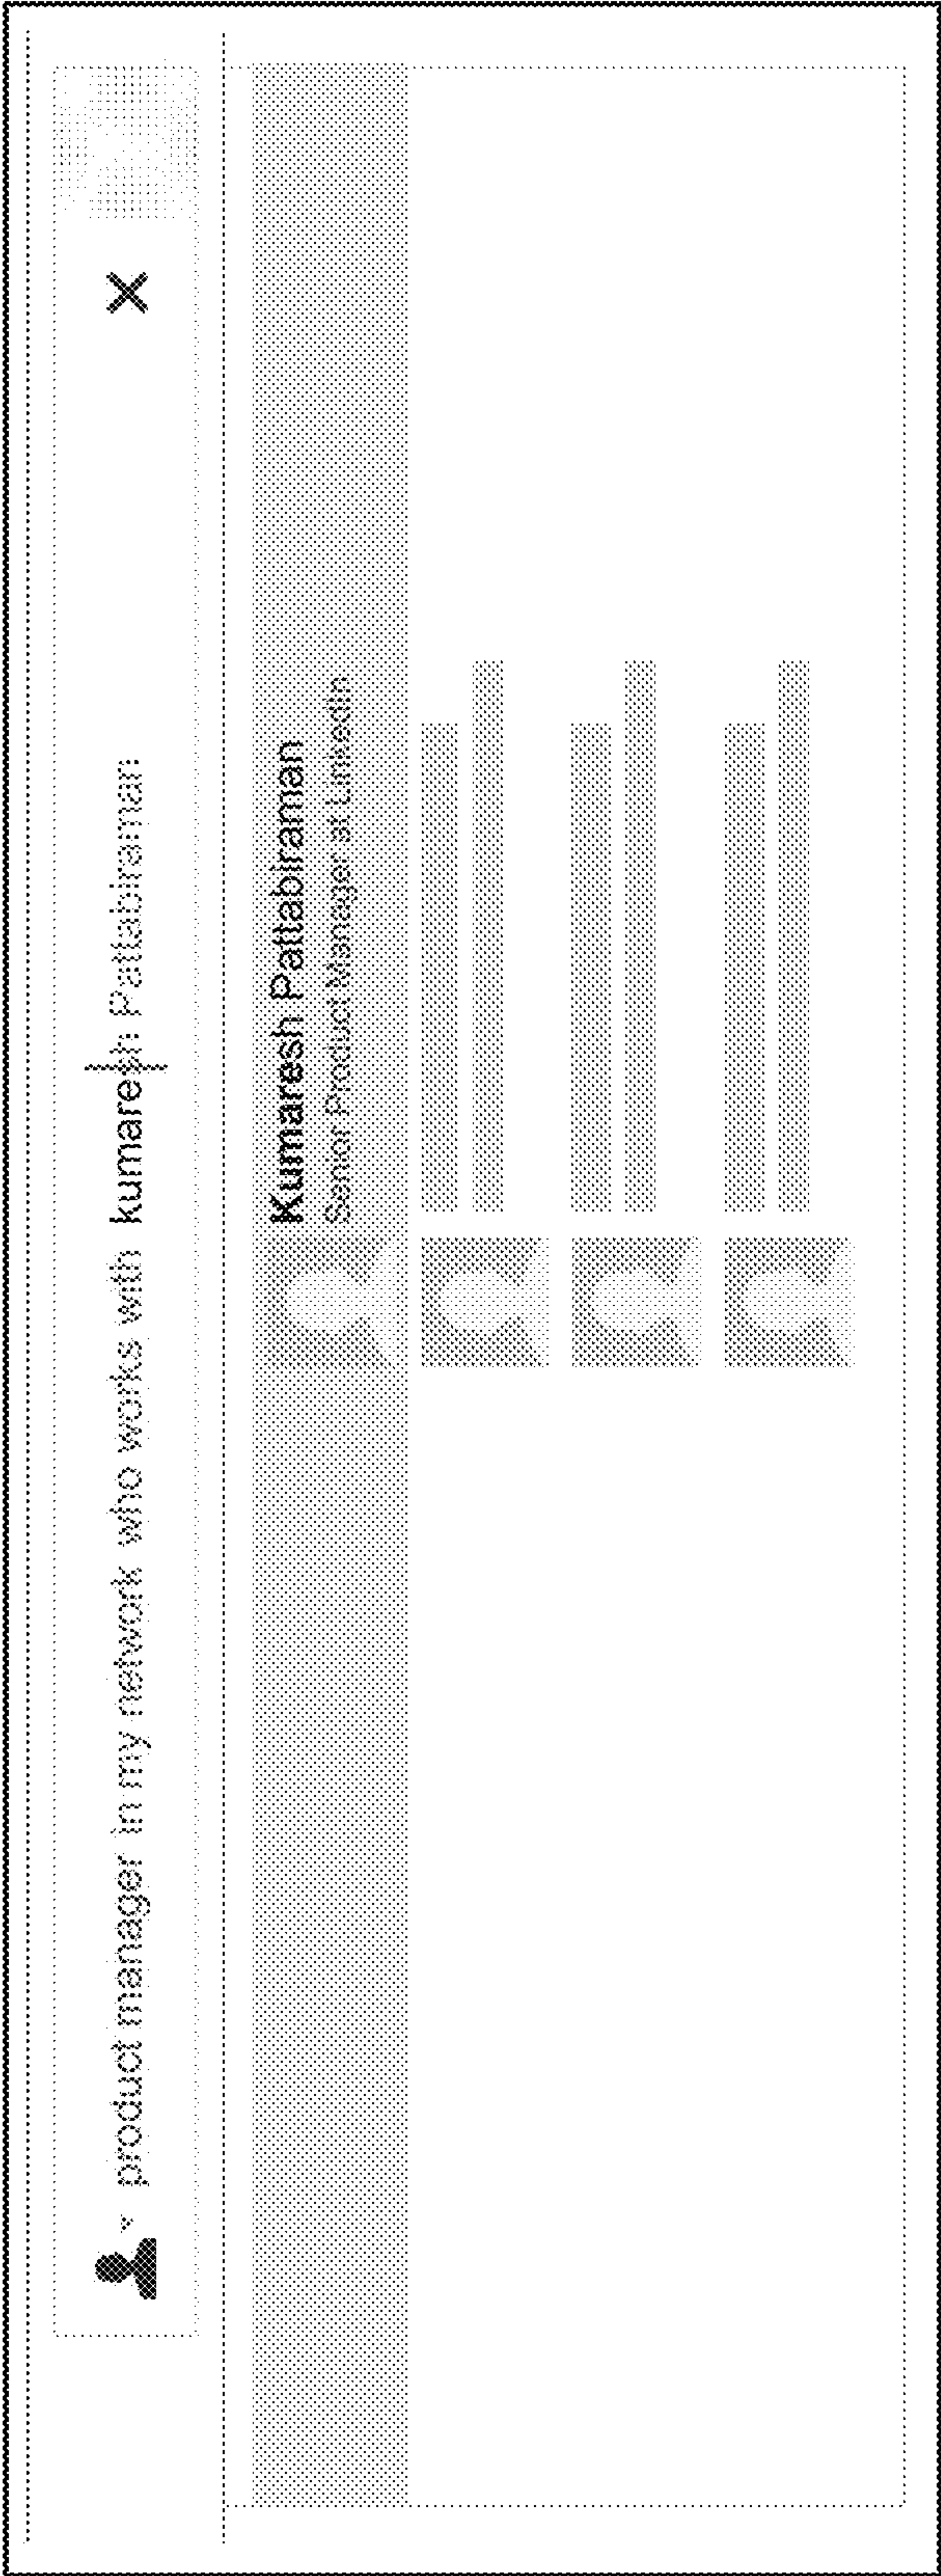 product manager in my network who works with kumaresh Pattabiraman
Kumaresh Pattabiraman
Senior Product Manager at LinkedIn